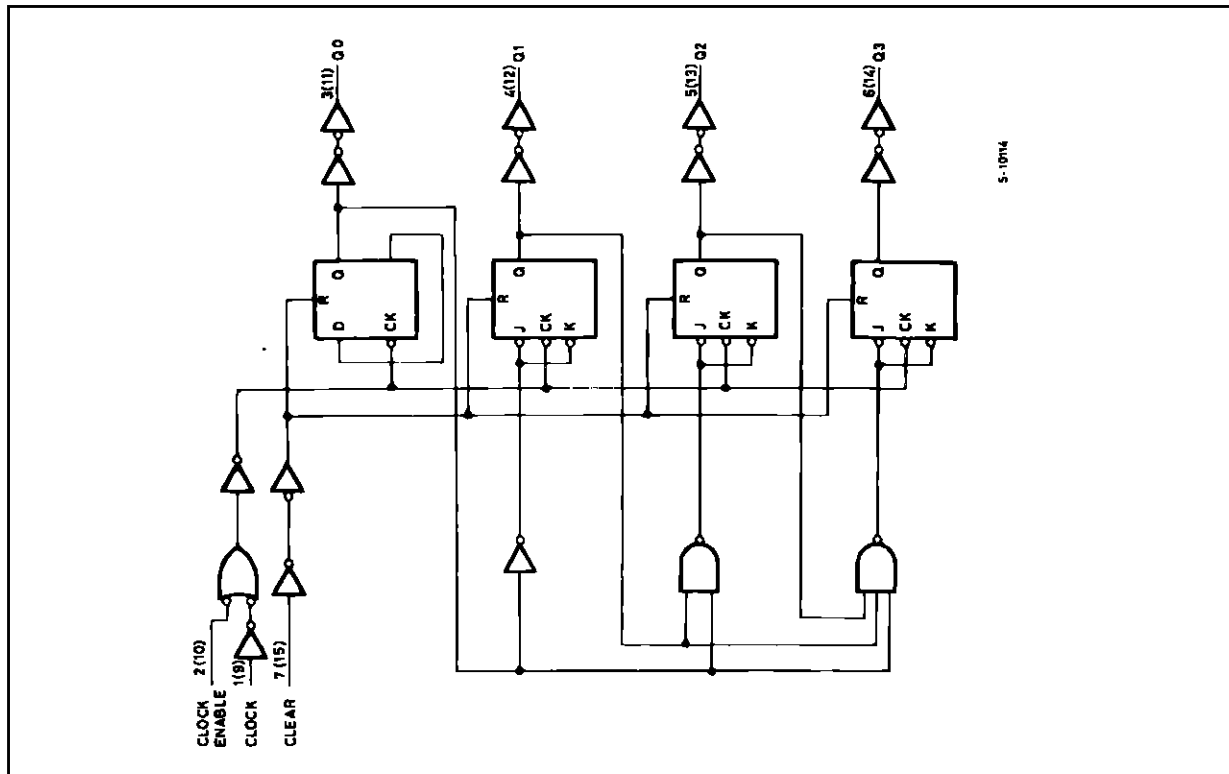 3(11) Q0
4(12) Q1
5(13) Q2
6(14) Q3
Q
R
D
CK
Q
R
J
CK
K
Q
R
J
CK
K
Q
R
J
CK
K
CLOCK
ENABLE
2(10)
CLOCK
1(9)
CLEAR
7(15)
S-10114